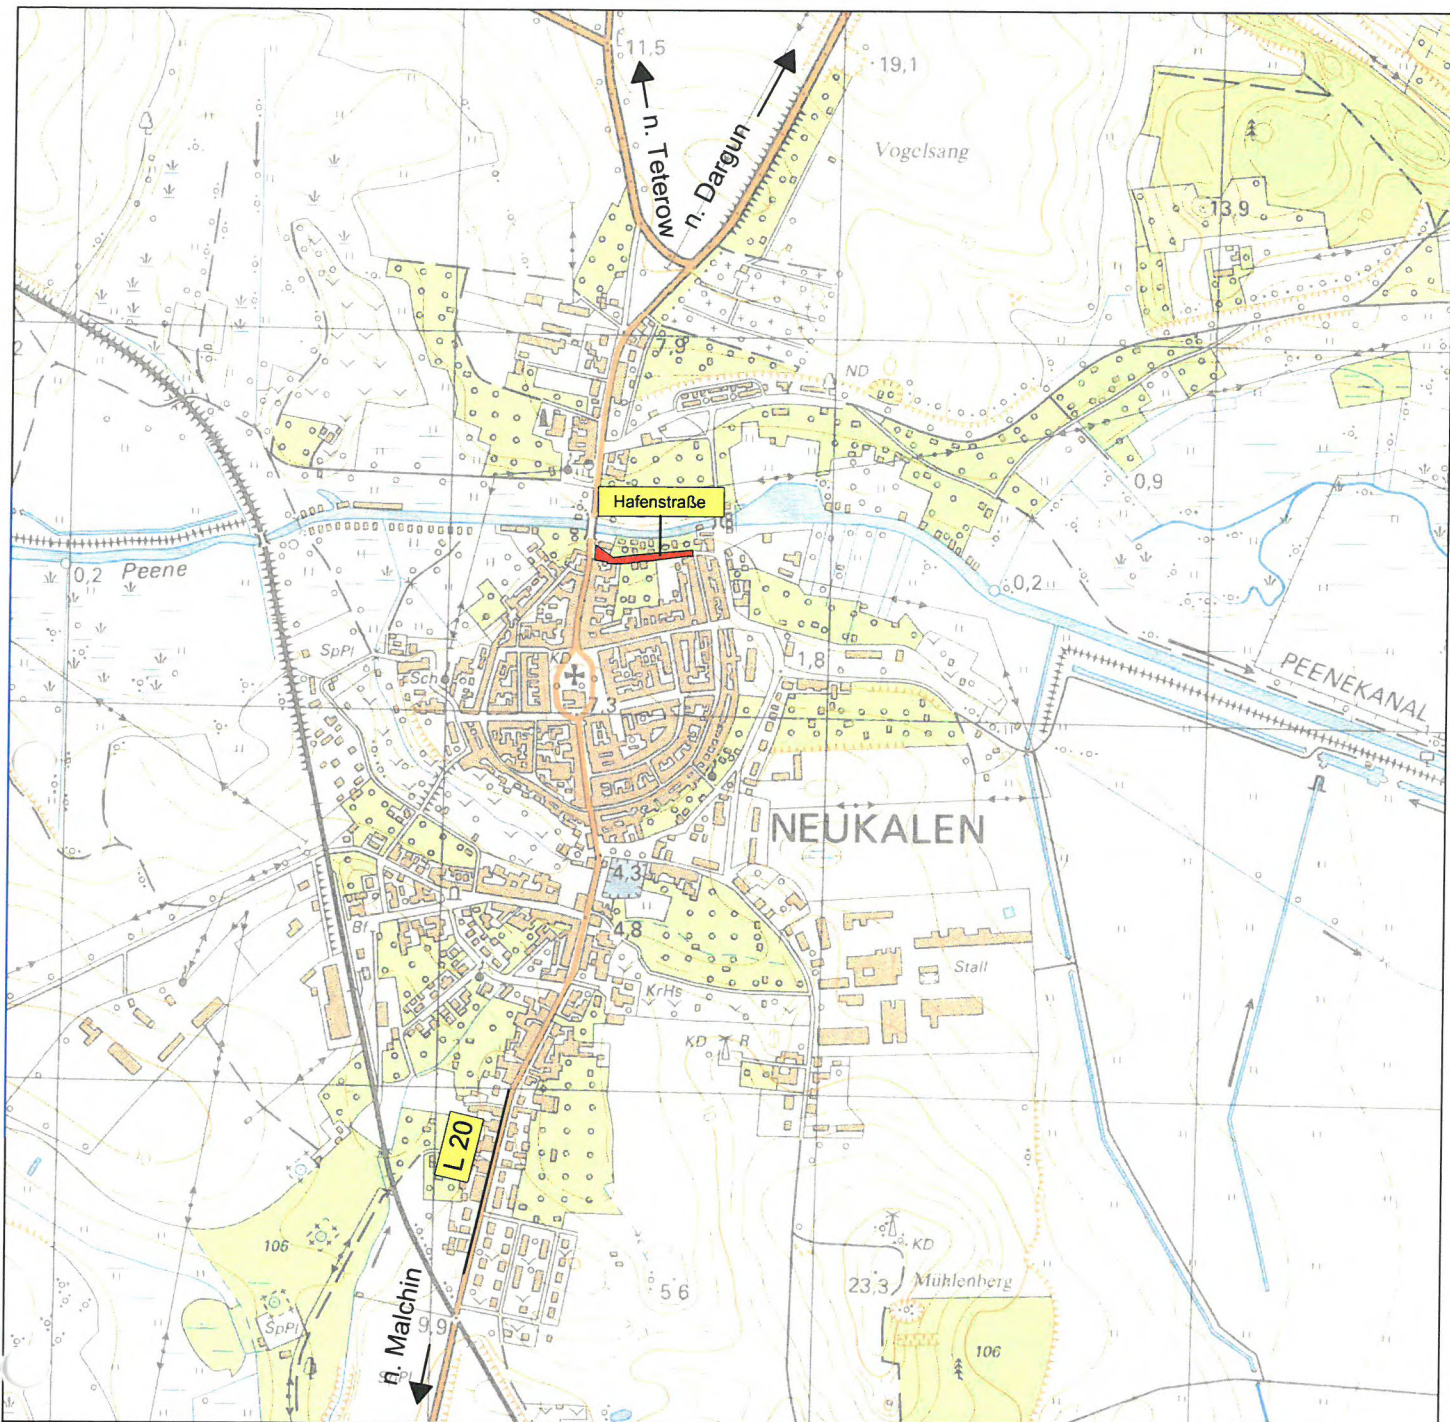 11,5
19,1
n. Teterow
n. Dargun
Vogelsang
13,9
7,9
ND
Hafenstraße
0,9
0,2
Peene
0,2
SpPl
KD
1,8
Sch
7,3
PEENEKANAL
NEUKALEN
4,3
4,8
Bf
Stall
KrHs
KD
R
L 20
106
KD
23,3
Mühlenberg
5 6
SpPl
n. Malchin
9,9
106